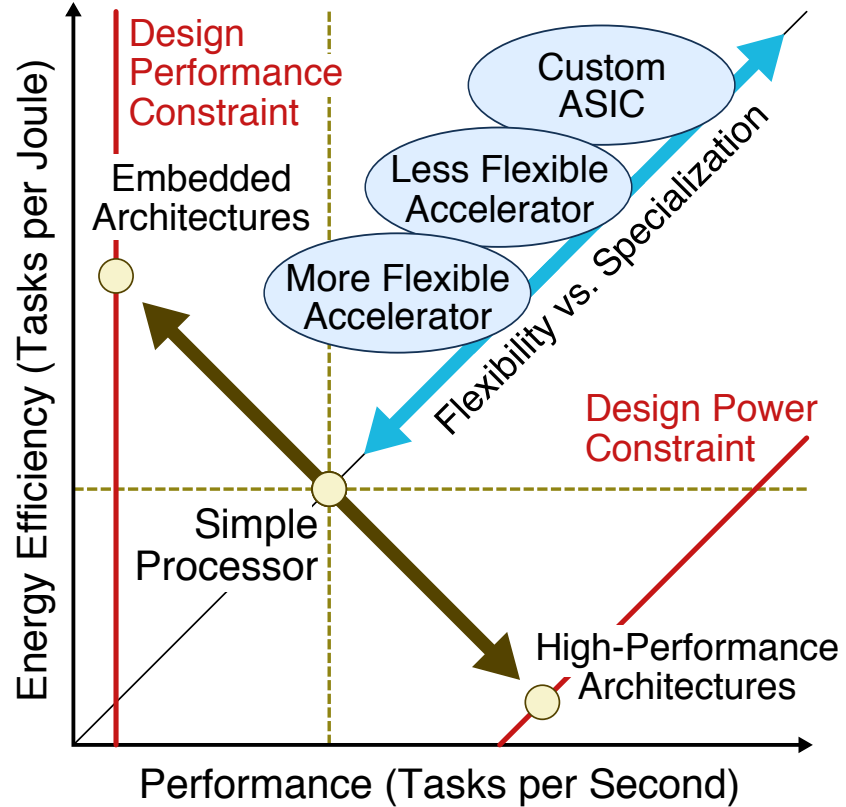 Design
Performance
Constraint
Custom
ASIC
Less Flexible
Accelerator
More Flexible
Accelerator
Flexibility vs. Specialization
Embedded
Architectures
Design Power
Constraint
Simple
Processor
High-Performance
Architectures
Energy Efficiency (Tasks per Joule)
Performance (Tasks per Second)